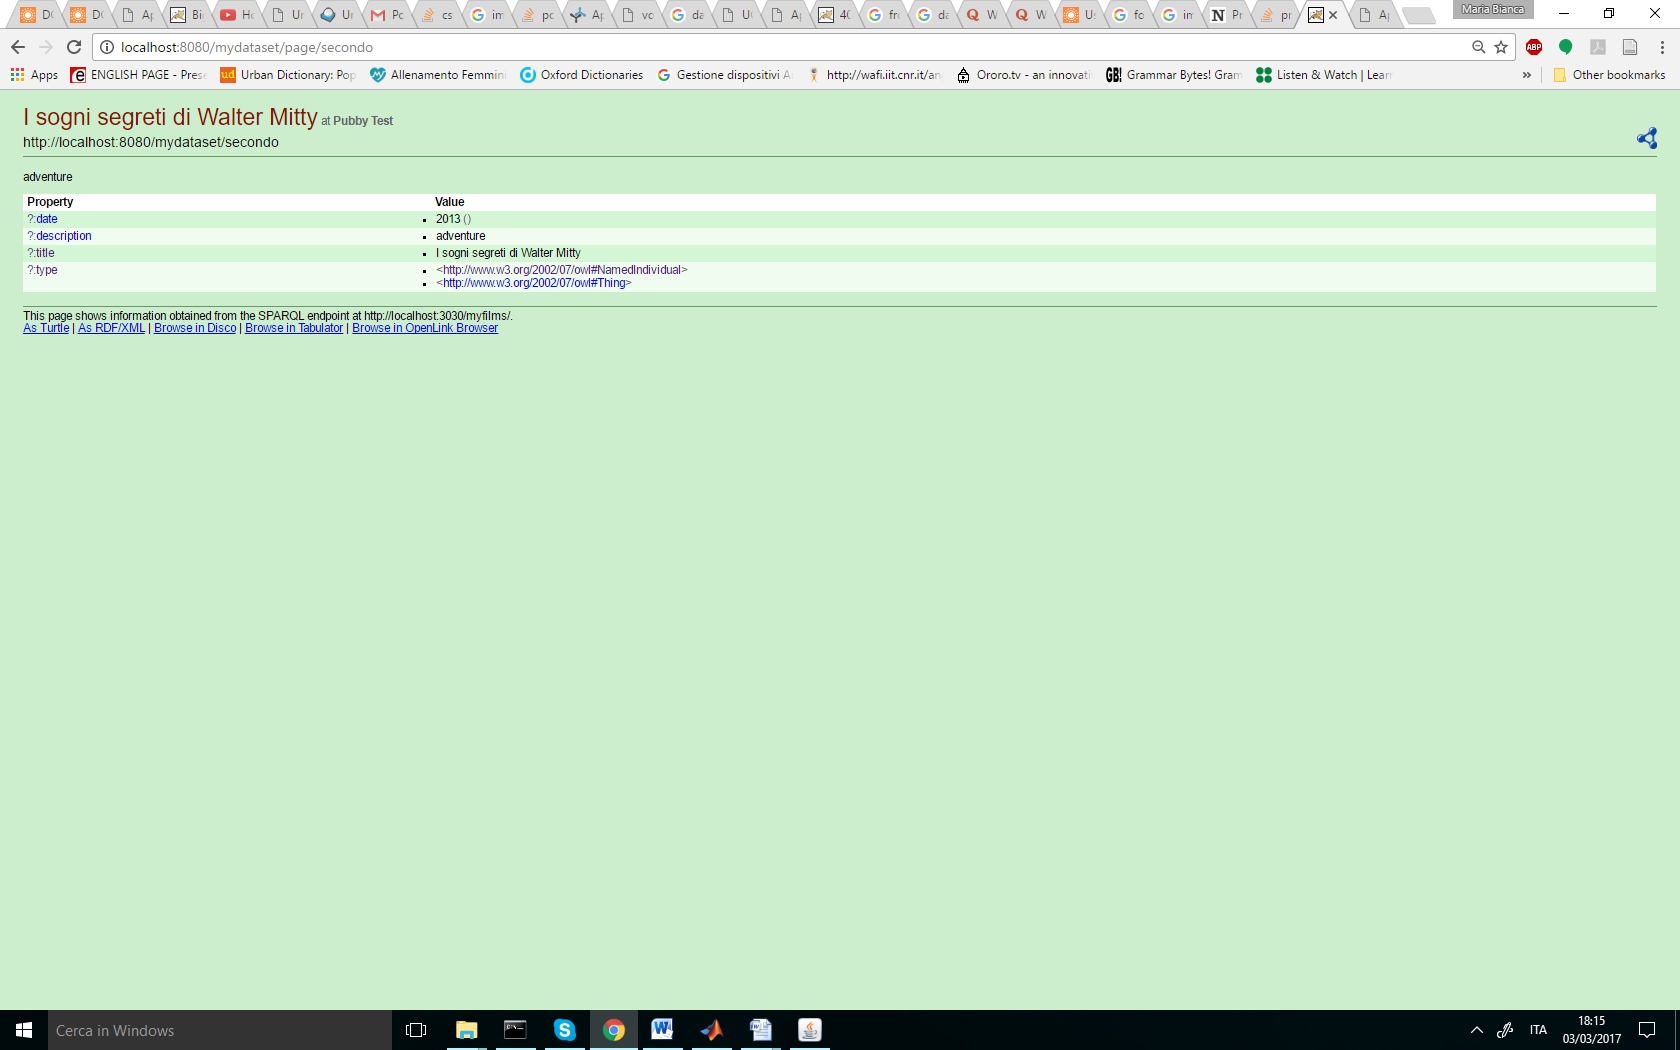 Maria Bianca
localhost:8080/mydataset/page/secondo
Apps ENGLISH PAGE - Prese Urban Dictionary: Pop Allenamento Femmini Oxford Dictionaries Gestione dispositivi A http://wafi.iit.cnr.it/an Ororo.tv - an innovati Grammar Bytes! Gram Listen & Watch | Lear » Other bookmarks
I sogni segreti di Walter Mitty at Pubby Test
http://localhost:8080/mydataset/secondo
adventure
Property Value
?:date 2013 ()
?:description adventure
?:title I sogni segreti di Walter Mitty
?:type <http://www.w3.org/2002/07/owl#NamedIndividual>
<http://www.w3.org/2002/07/owl#Thing>
This page shows information obtained from the SPARQL endpoint at http://localhost:3030/myfilms/.
As Turtle | As RDF/XML | Browse in Disco | Browse in Tabulator | Browse in OpenLink Browser
Cerca in Windows
ITA
18:15
03/03/2017